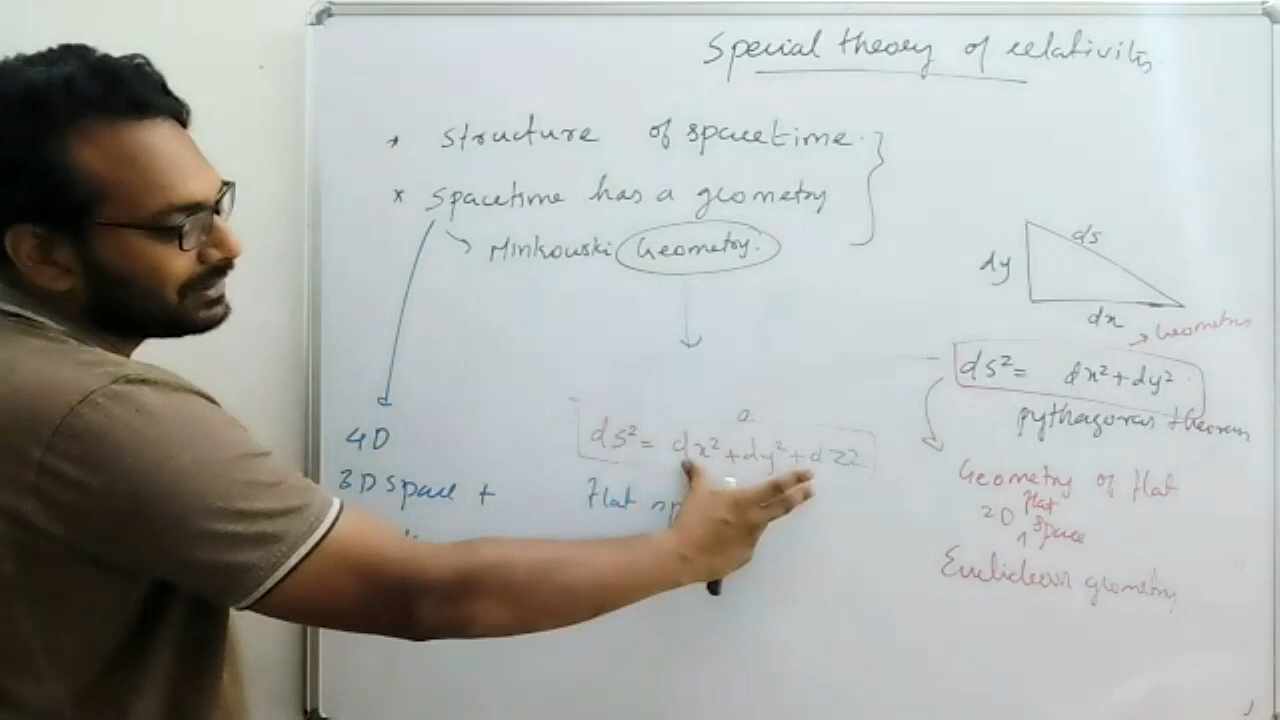 Special theory of relativity
* structure of spacetime.
* spacetime has a geometry
Minkowski Geometry.
4D
3D space +
ds²= dx²+dy²+dz2
Flat
dy
ds
dx
Geometry
ds²= dx²+dy²
pythagoras theorem
Geometry of flat
2D flat space
Euclidean geometry